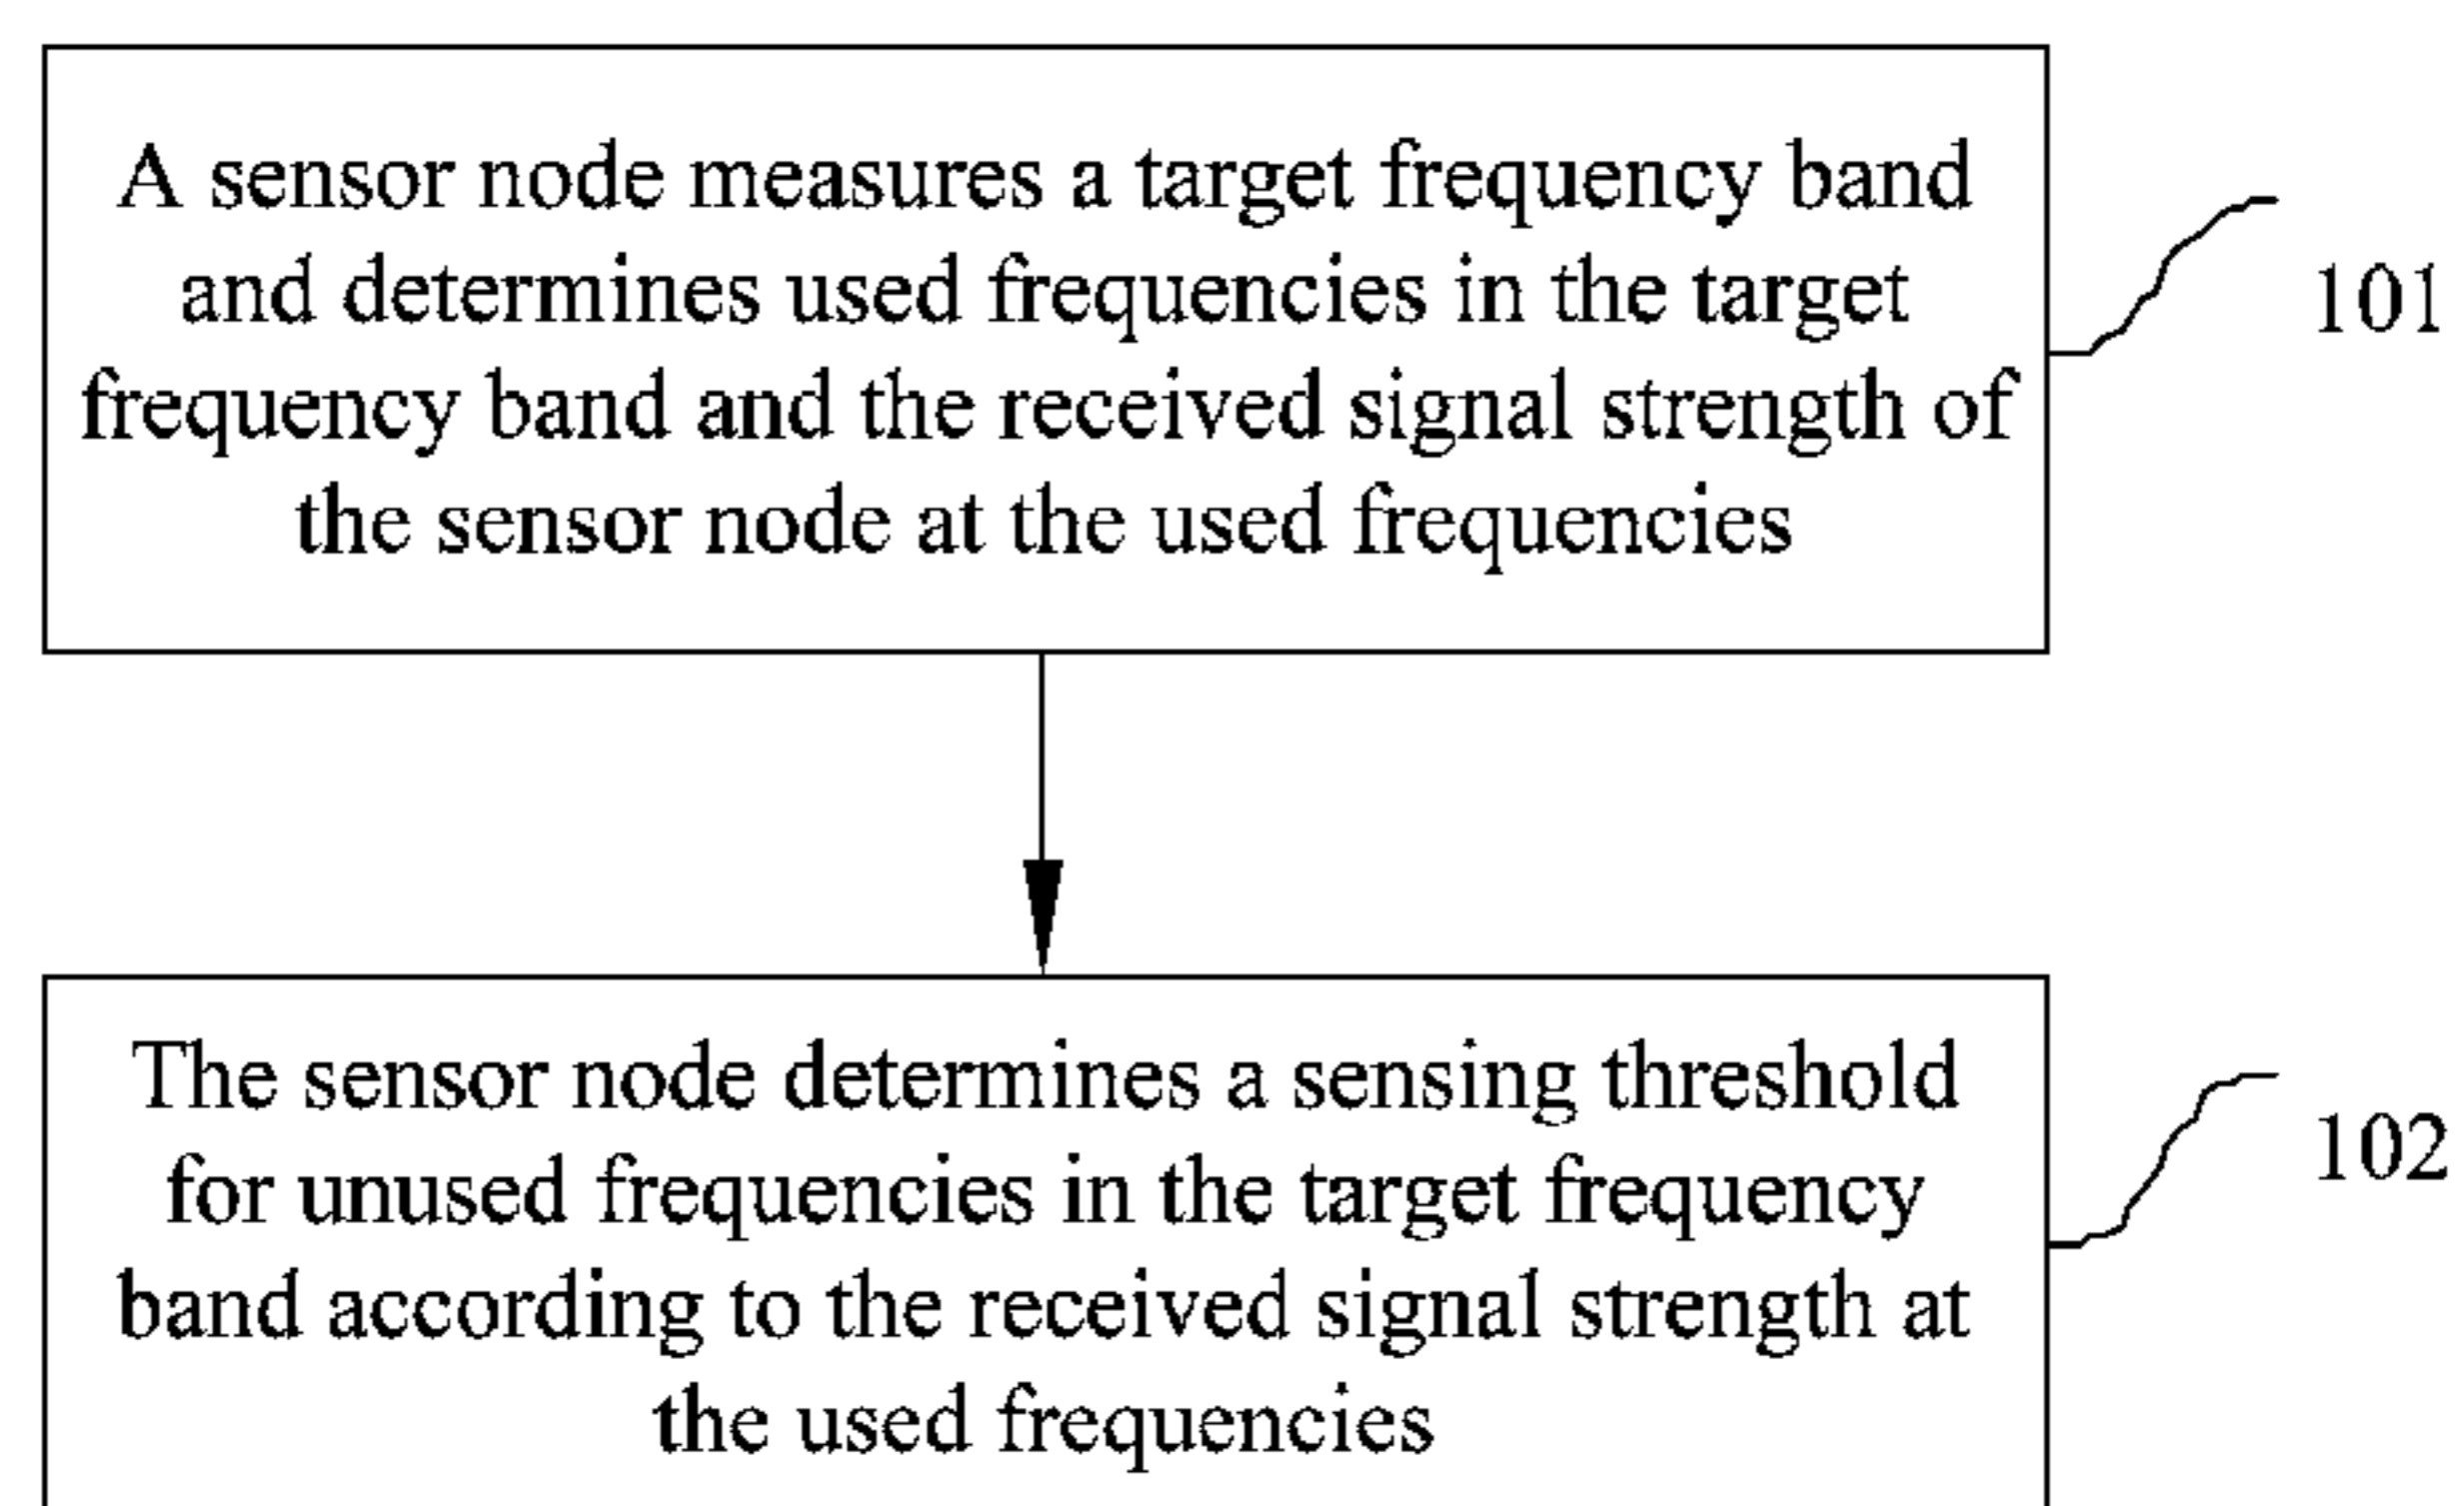 A sensor node measures a target frequency band
and determines used frequencies in the target
frequency band and the received signal strength of
the sensor node at the used frequencies
101
The sensor node determines a sensing threshold
for unused frequencies in the target frequency
band according to the received signal strength at
the used frequencies
102